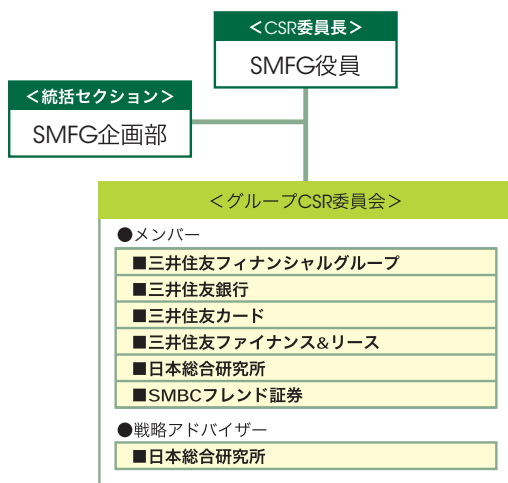 ＜CSR委員長＞
SMFG役員
＜統括セクション＞
SMFG企画部
＜グループCSR委員会＞
●メンバー
■三井住友フィナンシャルグループ
■三井住友銀行
■三井住友カード
■三井住友ファイナンス&リース
■日本総合研究所
■SMBCフレンド証券
●戦略アドバイザー
■日本総合研究所